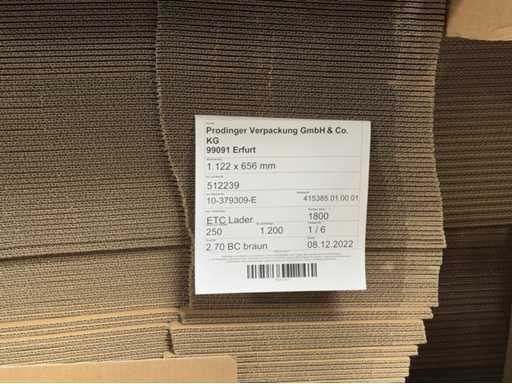 Prodinger Verpackung GmbH & Co.
KG
99091 Erfurt
1.122 x 656 mm
512239
10-379309-E 415385.01.00 01
ETC Lader 1800
250 1.200 1 / 6
2.70 BC braun 08.12.2022